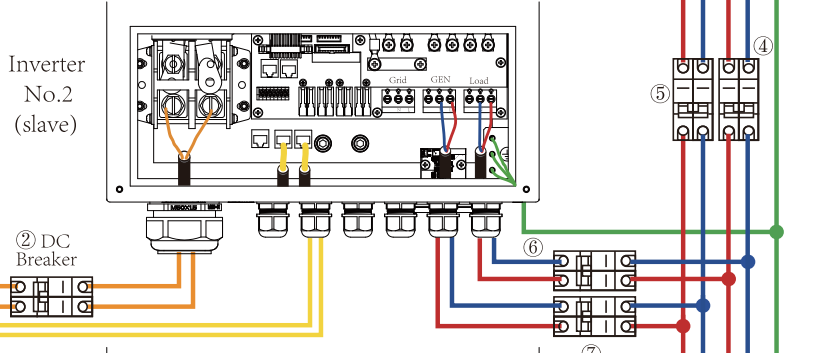 Inverter
No.2
(slave)
Grid
GEN
Load
④
⑤
② DC
Breaker
⑥
⑦